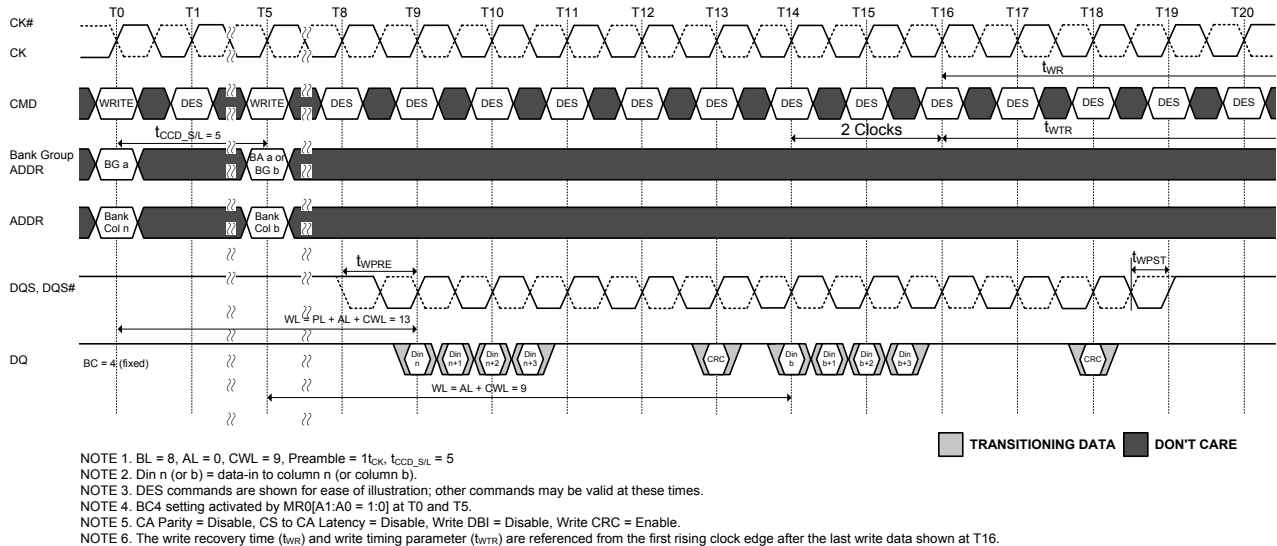 T0 T1 T5 T8 T9 T10 T11 T12 T13 T14 T15 T16 T17 T18 T19 T20
CK#
CK
tWR
CMD WRITE DES WRITE DES DES DES DES DES DES DES DES DES DES DES DES DES
tCCD_S/L = 5
2 Clocks
tWTR
Bank Group
ADDR
BG a
BA a or
BG b
ADDR
Bank
Col n
Bank
Col b
tWPRE
tWPST
DQS, DQS#
WL = PL + AL + CWL = 13
DQ
BC = 4 (fixed)
Din
n
Din
n+1
Din
n+2
Din
n+3
CRC
Din
b
Din
b+1
Din
b+2
Din
b+3
CRC
WL = AL + CWL = 9
TRANSITIONING DATA
DON'T CARE
NOTE 1. BL = 8, AL = 0, CWL = 9, Preamble = 1tCK, tCCD_S/L = 5
NOTE 2. Din n (or b) = data-in to column n (or column b).
NOTE 3. DES commands are shown for ease of illustration; other commands may be valid at these times.
NOTE 4. BC4 setting activated by MR0[A1:A0 = 1:0] at T0 and T5.
NOTE 5. CA Parity = Disable, CS to CA Latency = Disable, Write DBI = Disable, Write CRC = Enable.
NOTE 6. The write recovery time (tWR) and write timing parameter (tWTR) are referenced from the first rising clock edge after the last write data shown at T16.